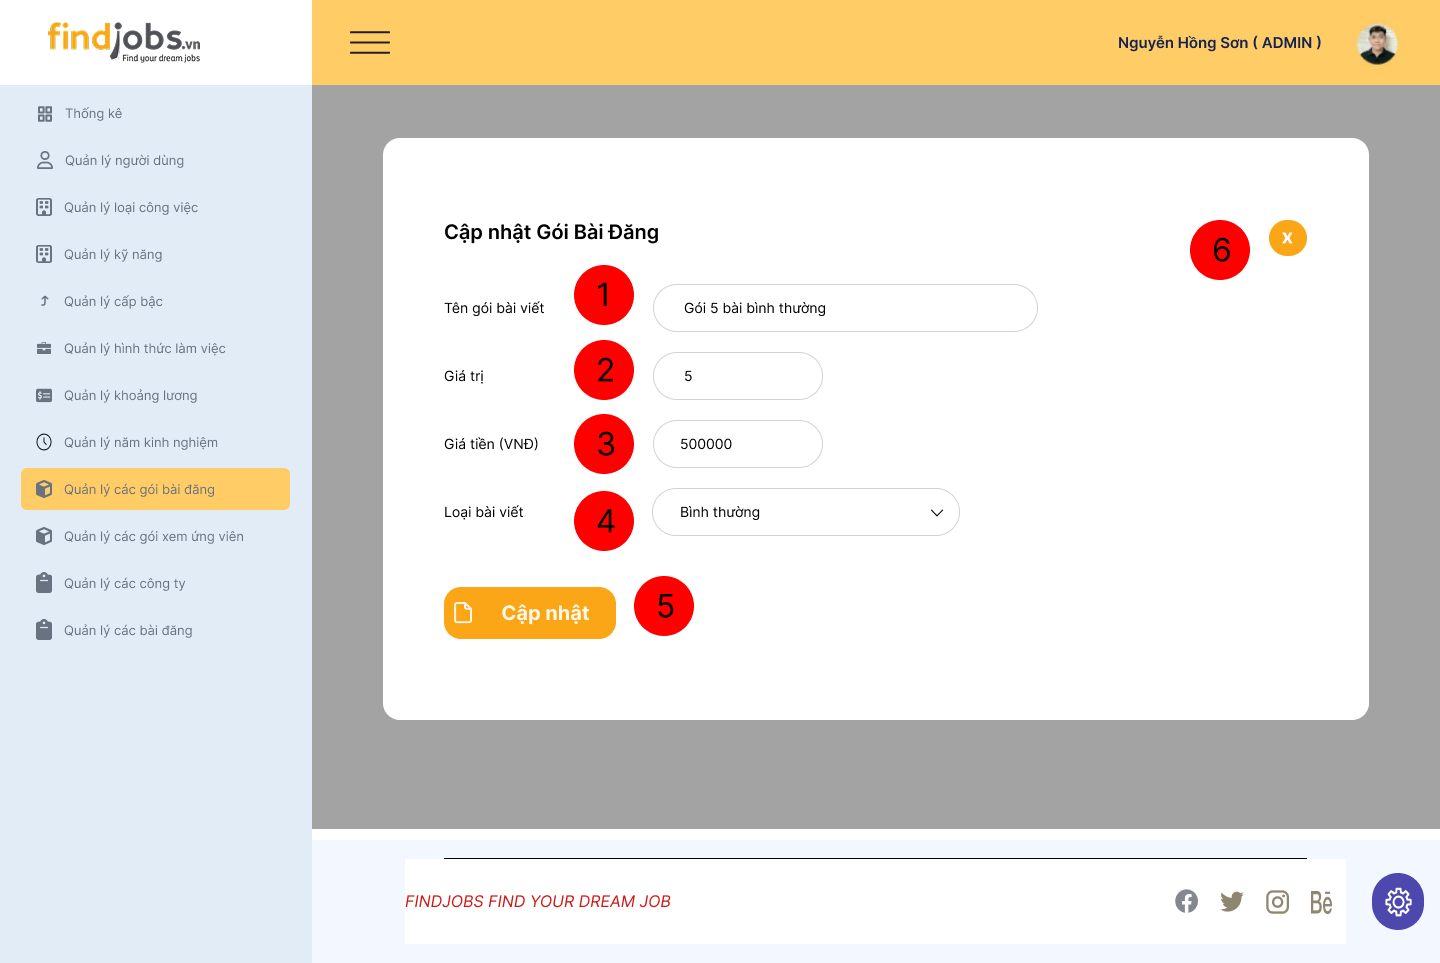 findjobs.vn
Find your dream jobs
Nguyễn Hồng Sơn ( ADMIN )
Thống kê
Quản lý người dùng
Quản lý loại công việc
Quản lý kỹ năng
Quản lý cấp bậc
Quản lý hình thức làm việc
Quản lý khoảng lương
Quản lý năm kinh nghiệm
Quản lý các gói bài đăng
Quản lý các gói xem ứng viên
Quản lý các công ty
Quản lý các bài đăng
Cập nhật Gói Bài Đăng
6
X
Tên gói bài viết
1
Gói 5 bài bình thường
Giá trị
2
5
Giá tiền (VNĐ)
3
500000
Loại bài viết
4
Bình thường
Cập nhật
5
FINDJOBS FIND YOUR DREAM JOB
Bē